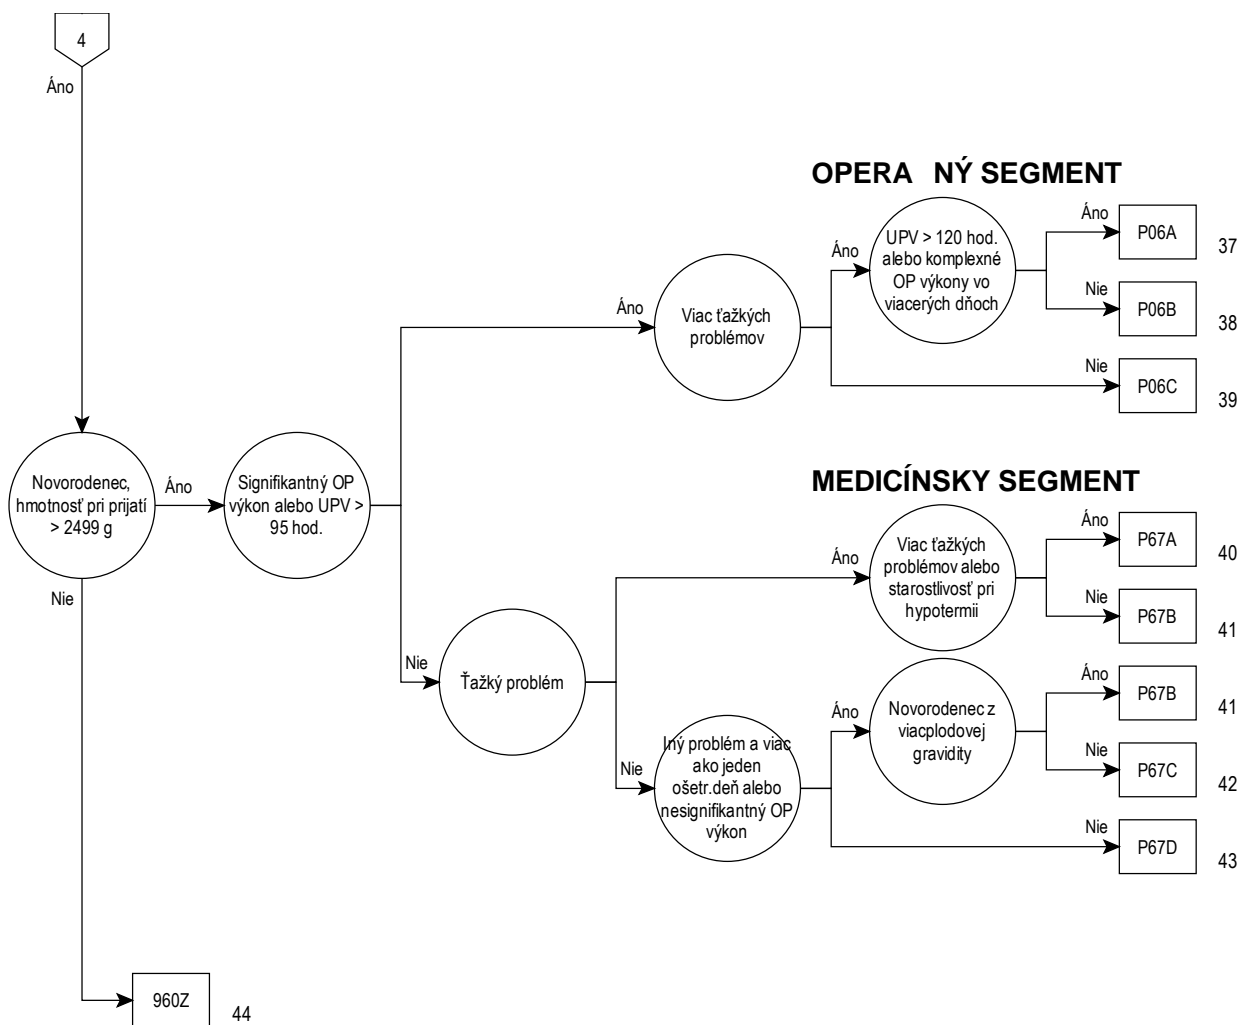 4
Áno
OPERA NÝ SEGMENT
UPV > 120 hod.
alebo komplexné
OP výkony vo
viacerých dňoch
Áno
Áno
P06A
37
Nie
P06B
38
Nie
P06C
39
Áno
Viac ťažkých
problémov
Novorodenec,
hmotnosť pri prijatí
> 2499 g
Áno
Signifikantný OP
výkon alebo UPV >
95 hod.
MEDICÍNSKY SEGMENT
Áno
Viac ťažkých
problémov alebo
starostlivosť pri
hypotermii
Áno
P67A
40
Nie
P67B
41
Nie
Nie
Ťažký problém
Nie
Iný problém a viac
ako jeden
ošetr.deň alebo
nesignifikantný OP
výkon
Áno
Novorodenec z
viacplodovej
gravidity
Áno
P67B
41
Nie
P67C
42
Nie
P67D
43
960Z
44